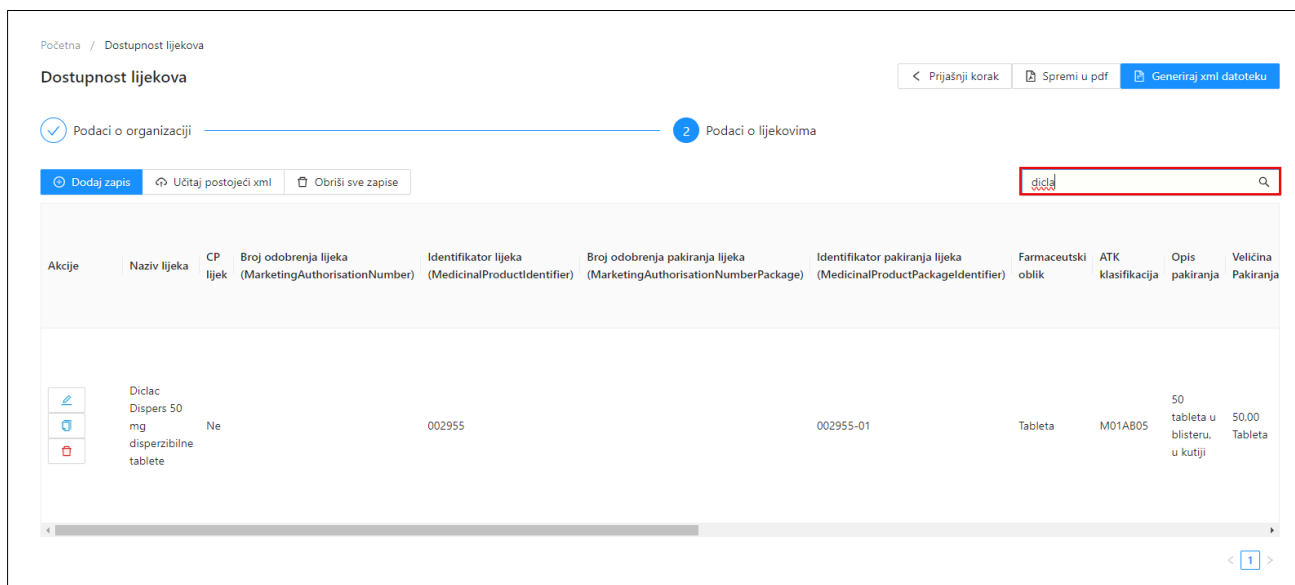 Početna / Dostupnost lijekova
Dostupnost lijekova
Prijašnji korak
Spremi u pdf
Generiraj xml datoteku
Podaci o organizaciji
2 Podaci o lijekovima
Dodaj zapis
Učitaj postojeći xml
Obriši sve zapise
dicla
Akcije
Naziv lijeka
CP
lijek
Broj odobrenja lijeka
(MarketingAuthorisationNumber)
Identifikator lijeka
(MedicinalProductIdentifier)
Broj odobrenja pakiranja lijeka
(MarketingAuthorisationNumberPackage)
Identifikator pakiranja lijeka
(MedicinalProductPackageIdentifier)
Farmaceutski
oblik
ATK
klasifikacija
Opis
pakiranja
Veličina
Pakiranja
Diclac
Dispers 50
mg
disperzibilne
tablete
Ne
002955
002955-01
Tableta
M01AB05
50
tableta u
blisteru,
u kutiji
50,00
Tableta
< 1 >